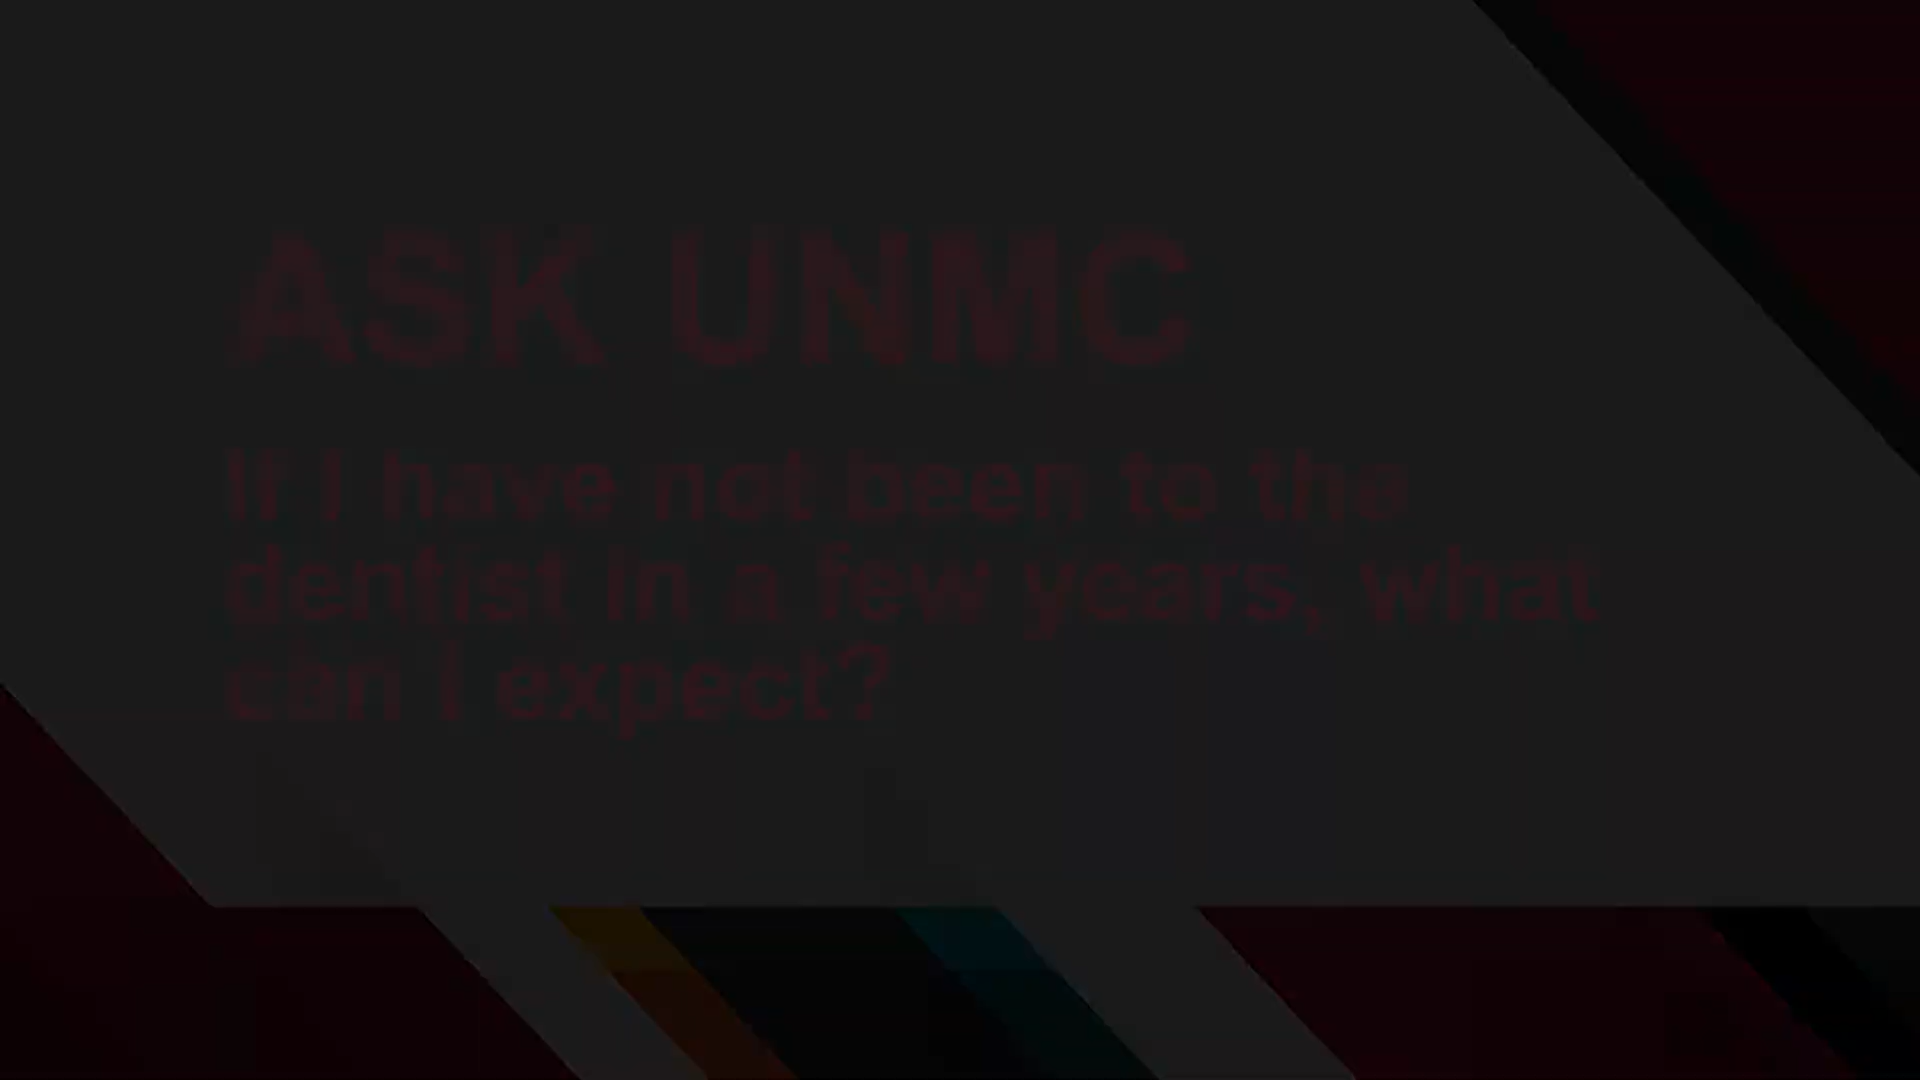 ASK UNMC
If I have not been to the
dentist in a few years, what
can I expect?